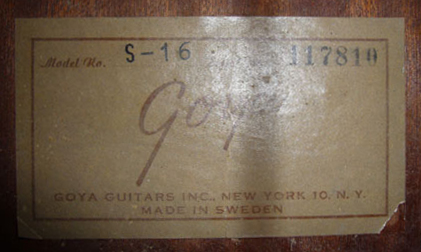 Model No. S-16 117810
Goya
GOYA GUITARS INC., NEW YORK 10, N. Y.
MADE IN SWEDEN